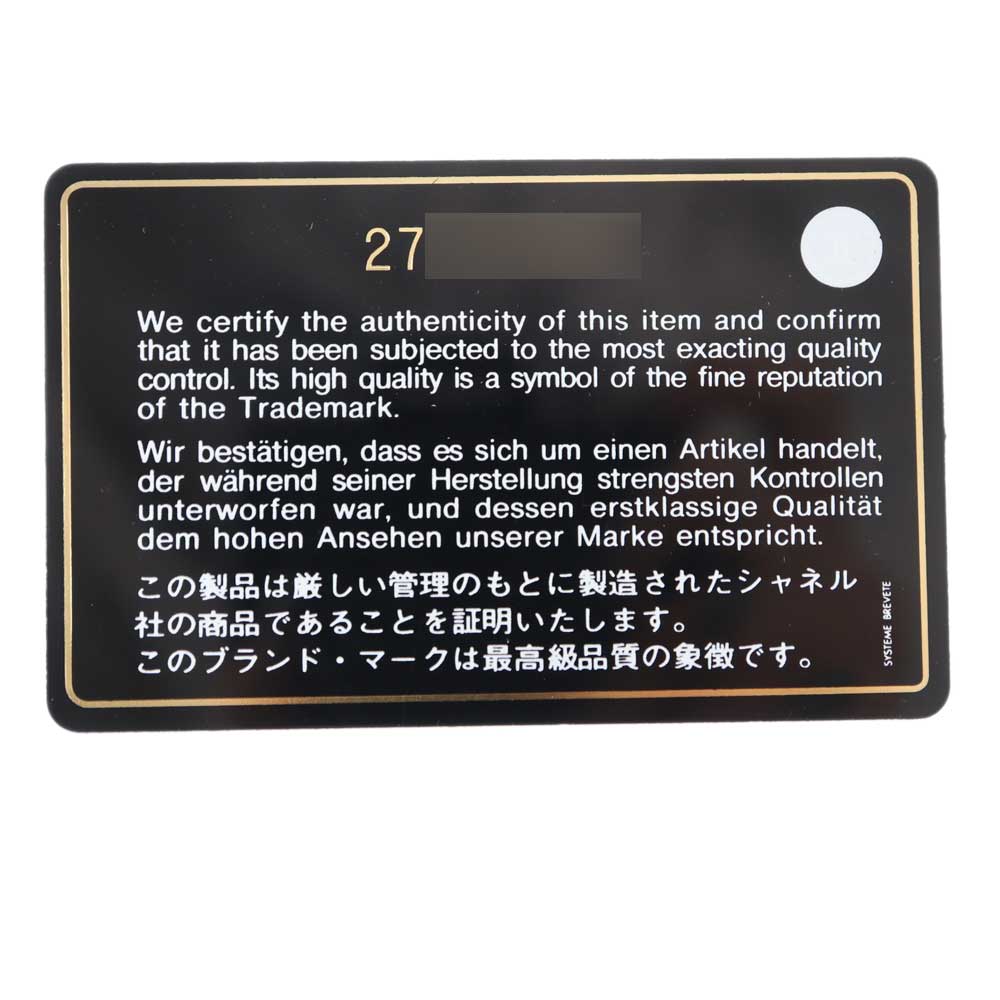 27
We certify the authenticity of this item and confirm
that it has been subjected to the most exacting quality
control. Its high quality is a symbol of the fine reputation
of the Trademark.
Wir bestätigen, dass es sich um einen Artikel handelt,
der während seiner Herstellung strengsten Kontrollen
unterworfen war, und dessen erstklassige Qualität
dem hohen Ansehen unserer Marke entspricht.
この製品は厳しい管理のもとに製造されたシャネル
社の商品であることを証明いたします。
このブランド・マークは最高級品質の象徴です。
SYSTEME BREVETE